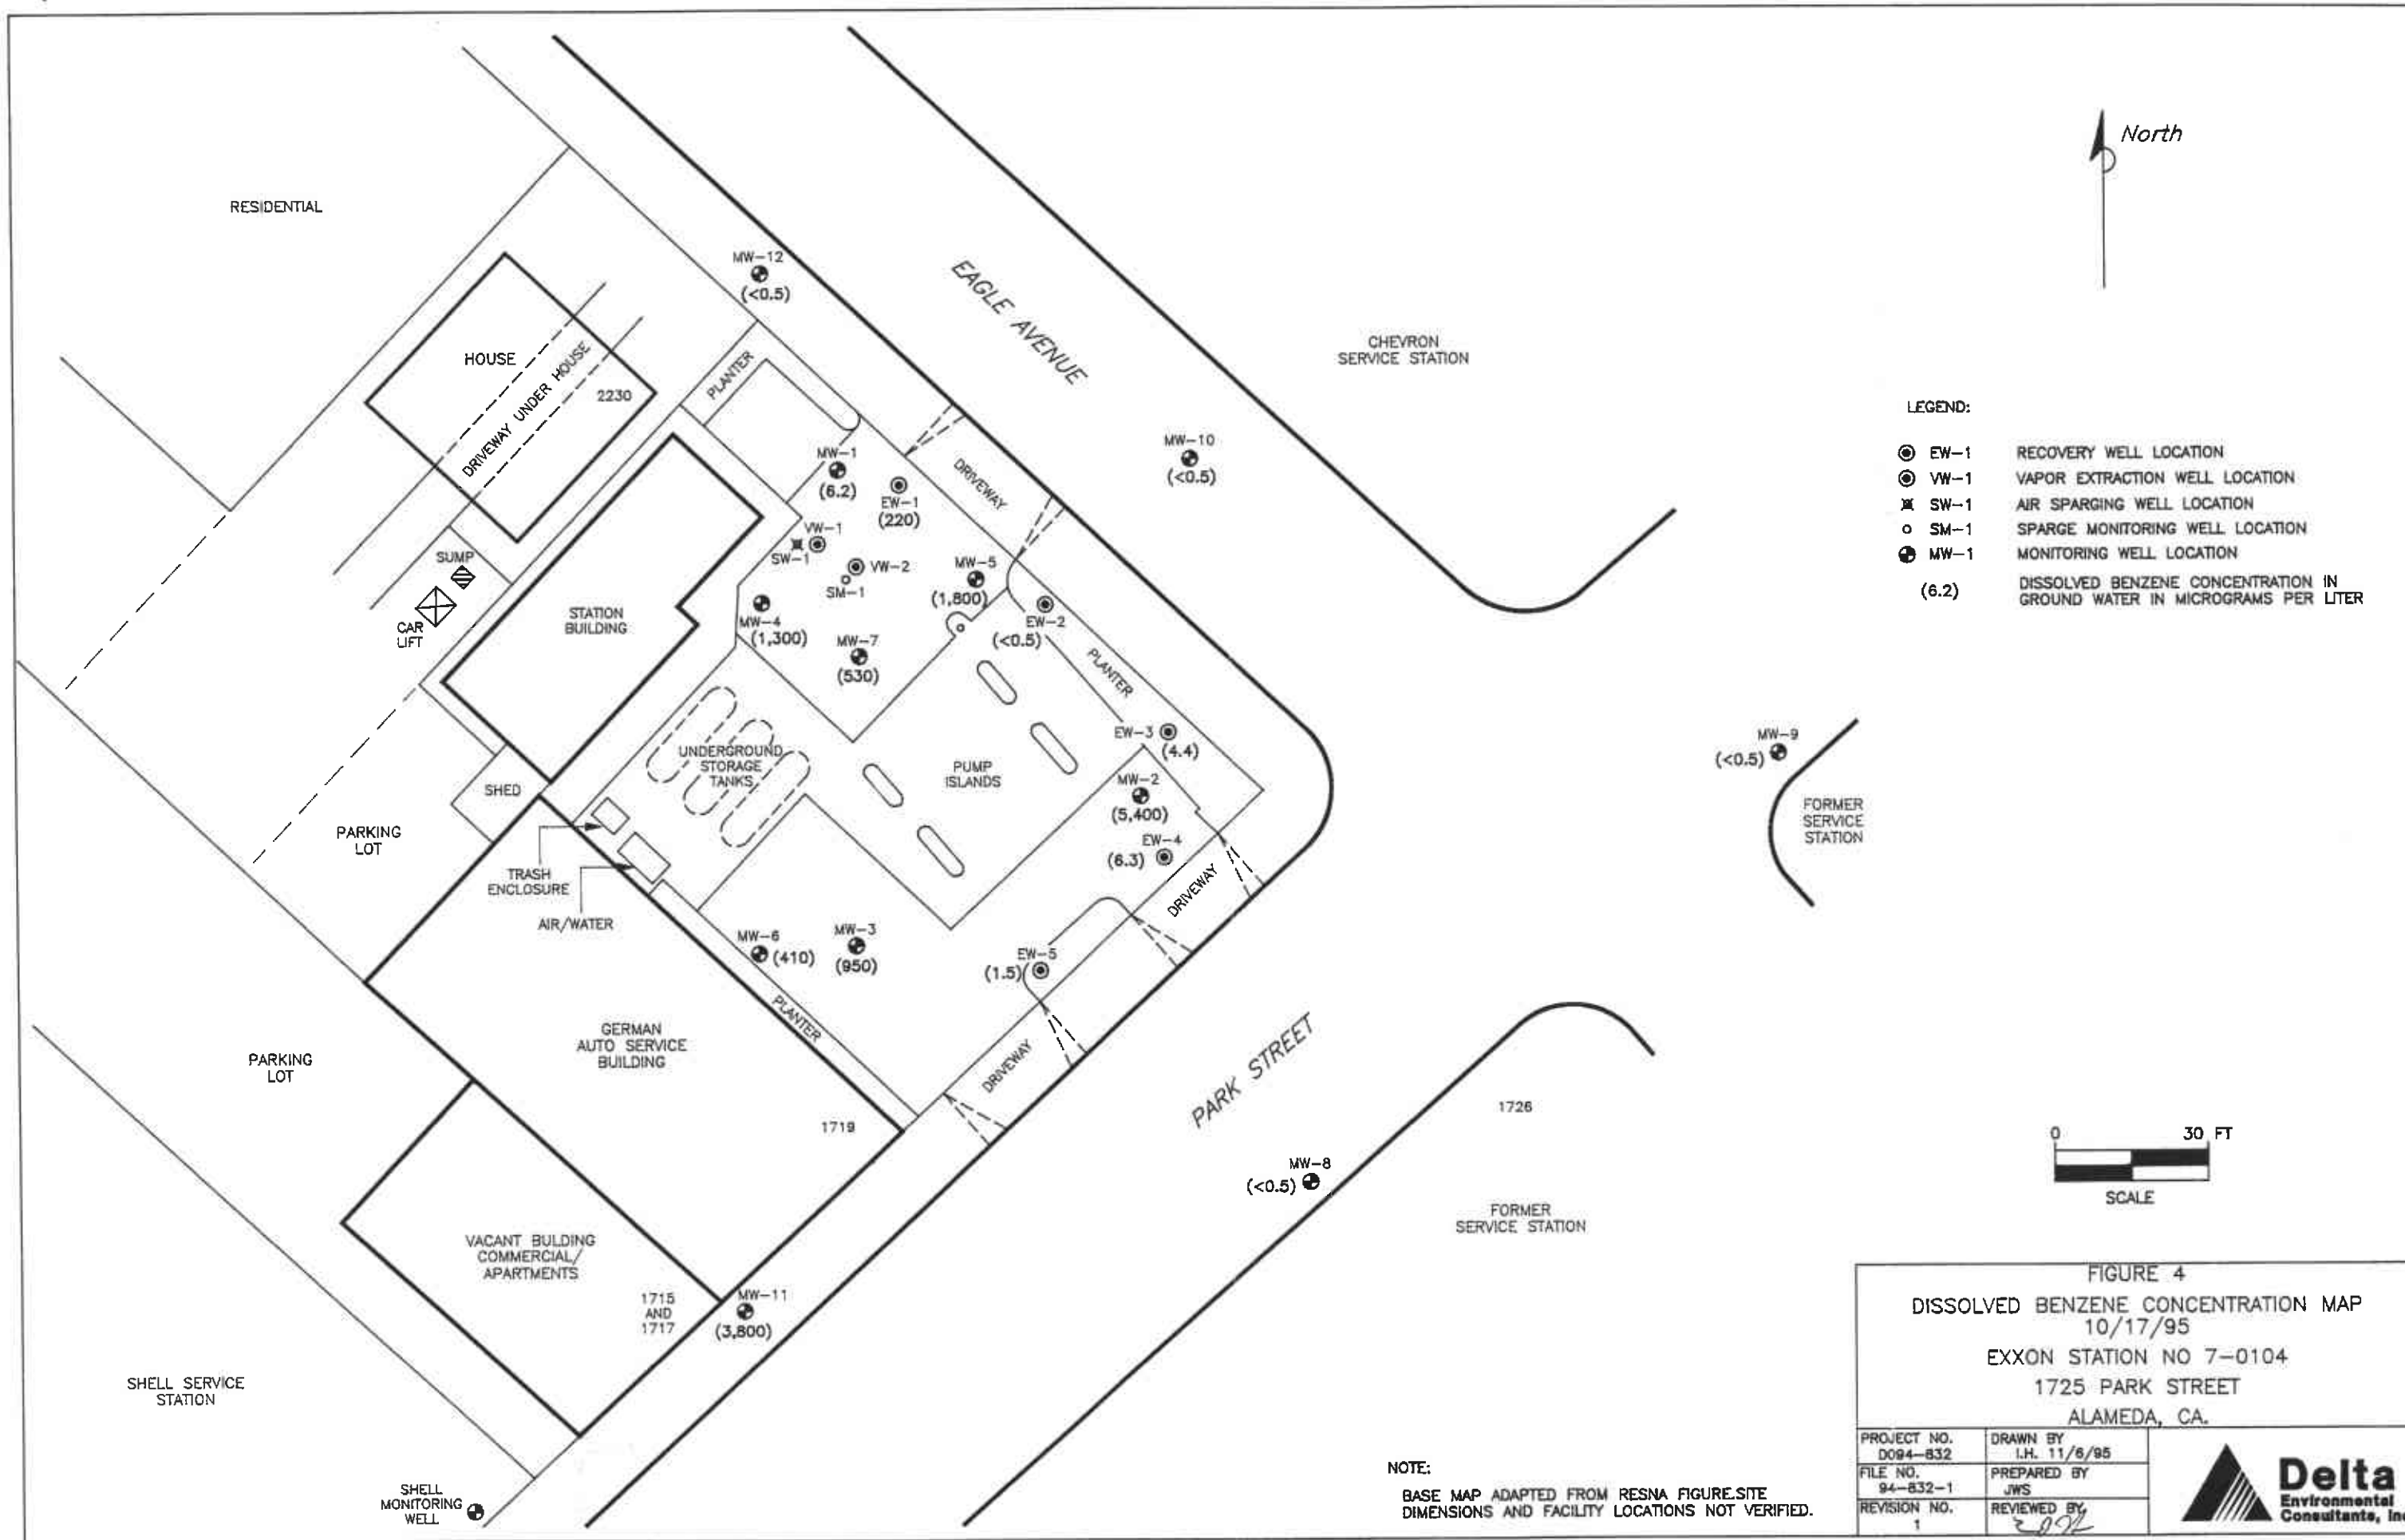 North
RESIDENTIAL
MW-12
(<0.5)
EAGLE AVENUE
CHEVRON
SERVICE STATION
HOUSE
DRIVEWAY UNDER HOUSE
2230
PLANTER
MW-10
(<0.5)
MW-1
(6.2)
EW-1
(220)
DRIVEWAY
VW-1
SW-1
VW-2
SM-1
MW-5
(1,800)
EW-2
(<0.5)
SUMP
CAR
LIFT
STATION
BUILDING
MW-4
(1,300)
MW-7
(530)
PLANTER
LEGEND:
EW-1 RECOVERY WELL LOCATION
VW-1 VAPOR EXTRACTION WELL LOCATION
SW-1 AIR SPARGING WELL LOCATION
SM-1 SPARGE MONITORING WELL LOCATION
MW-1 MONITORING WELL LOCATION
(6.2) DISSOLVED BENZENE CONCENTRATION IN
GROUND WATER IN MICROGRAMS PER LITER
EW-3
(4.4)
MW-9
(<0.5)
UNDERGROUND
STORAGE
TANKS
PUMP
ISLANDS
MW-2
(5,400)
FORMER
SERVICE
STATION
SHED
PARKING
LOT
EW-4
(6.3)
DRIVEWAY
TRASH
ENCLOSURE
AIR/WATER
MW-6
(410)
MW-3
(950)
EW-5
(1.5)
PLANTER
GERMAN
AUTO SERVICE
BUILDING
PARKING
LOT
DRIVEWAY
PARK STREET
1726
1719
MW-8
(<0.5)
0 30 FT
SCALE
FORMER
SERVICE STATION
VACANT BULDING
COMMERCIAL/
APARTMENTS
1715
AND
1717
MW-11
(3,800)
SHELL SERVICE
STATION
SHELL
MONITORING
WELL
NOTE:
BASE MAP ADAPTED FROM RESNA FIGURE.SITE
DIMENSIONS AND FACILITY LOCATIONS NOT VERIFIED.
FIGURE 4
DISSOLVED BENZENE CONCENTRATION MAP
10/17/95
EXXON STATION NO 7-0104
1725 PARK STREET
ALAMEDA, CA.
PROJECT NO.
D094-832
DRAWN BY
I.H. 11/6/95
FILE NO.
94-832-1
PREPARED BY
JWS
REVISION NO.
1
REVIEWED BY
Delta
Environmental
Consultants, In